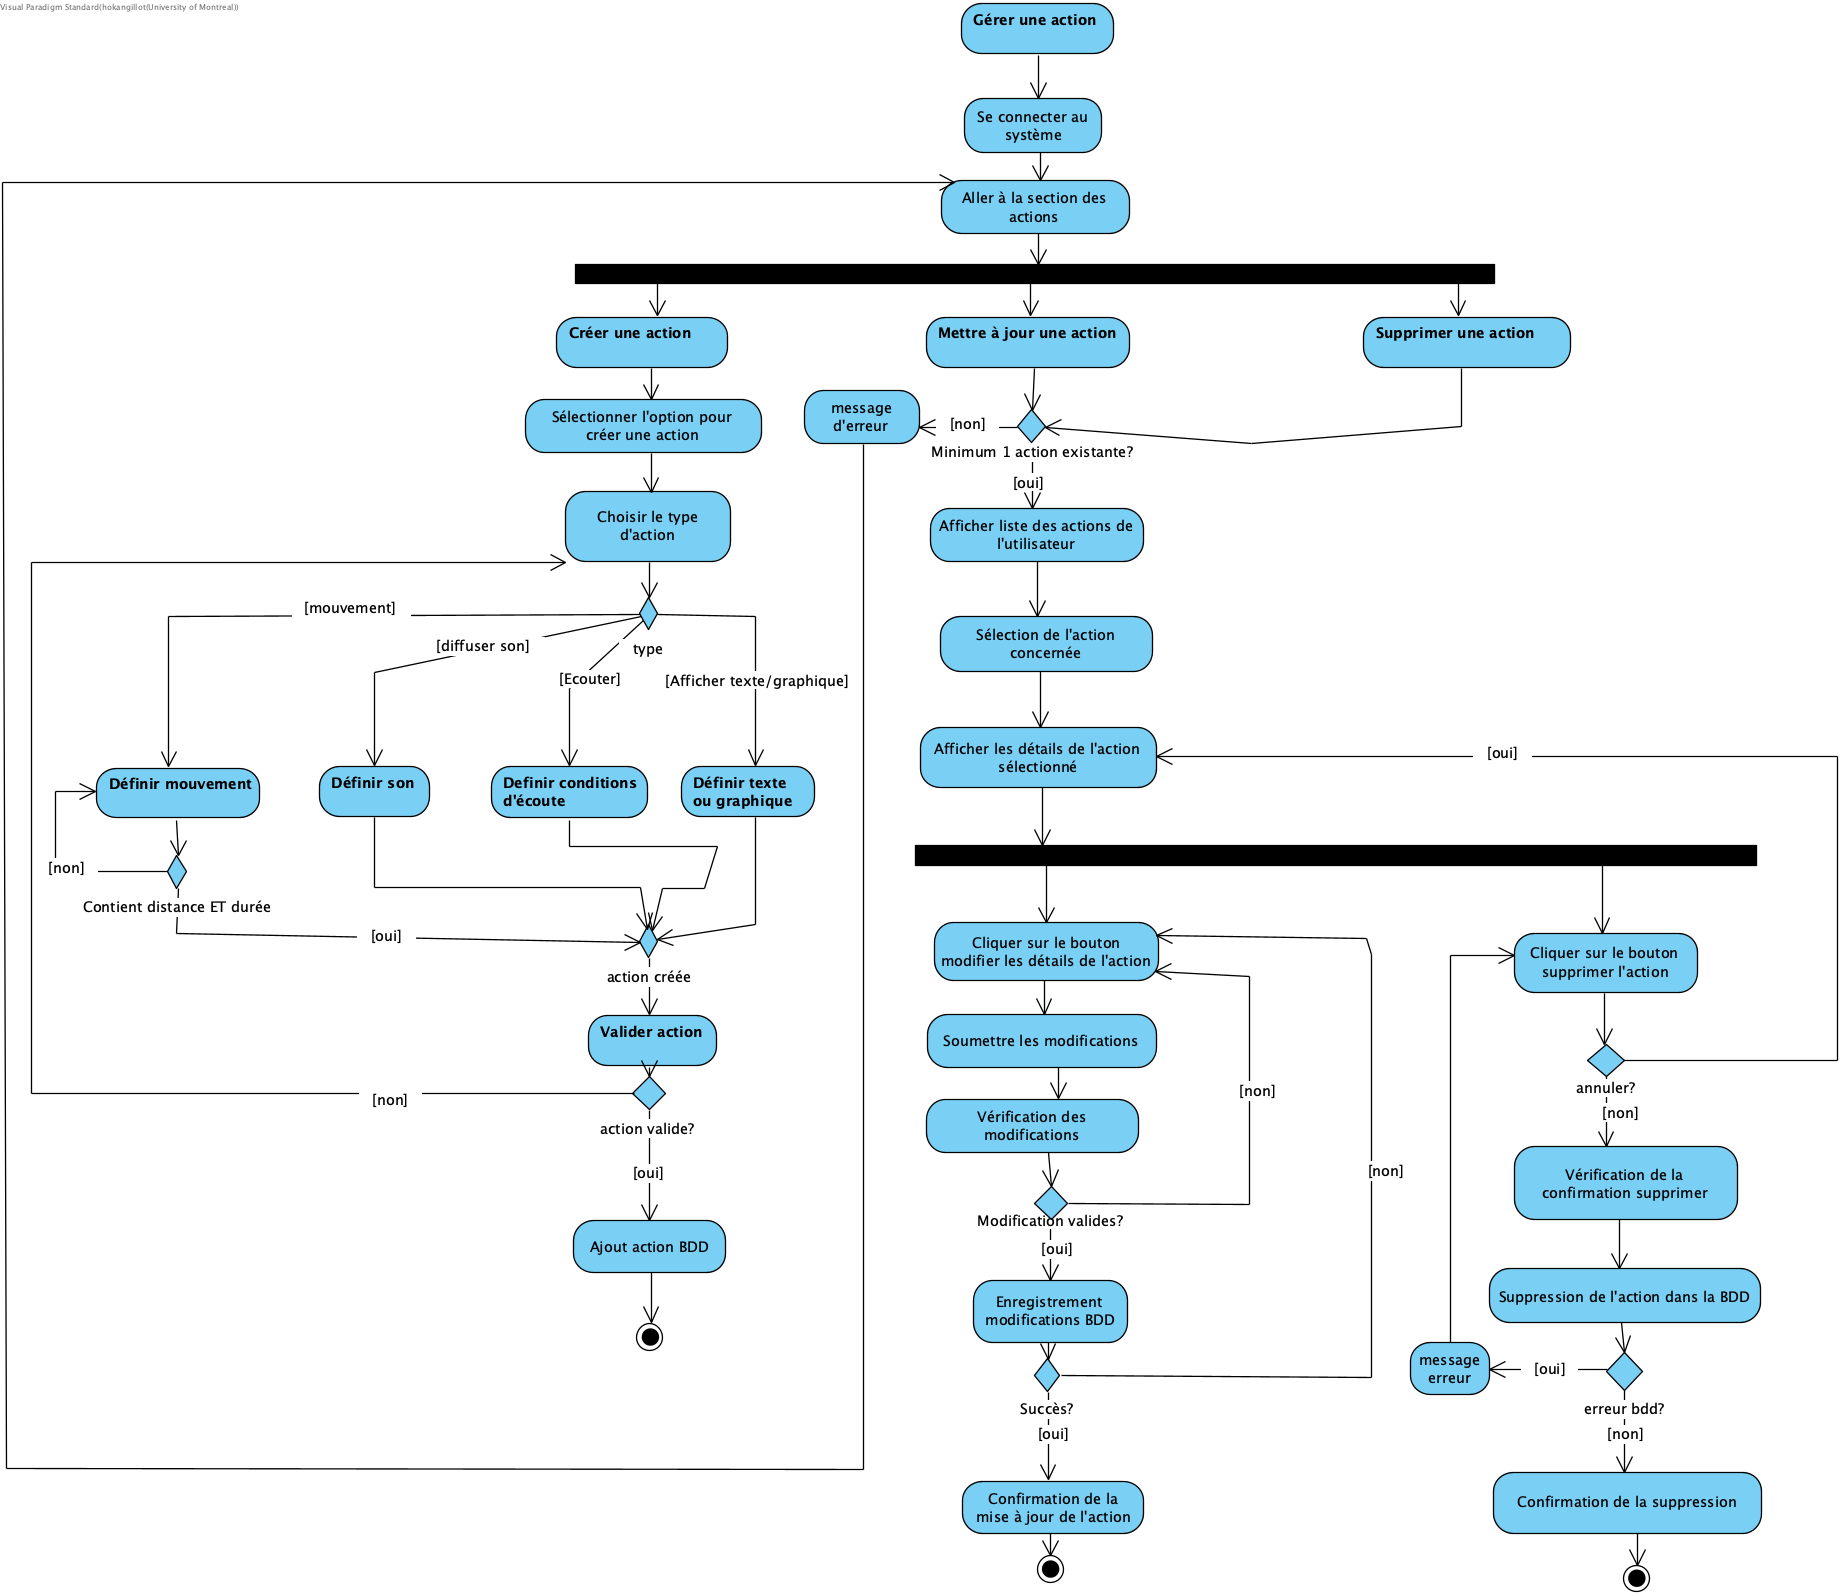 Visual Paradigm Standard(hokangillot(University of Montreal))
Gérer une action
Se connecter au
système
Aller à la section des
actions
Créer une action
Mettre à jour une action
Supprimer une action
Sélectionner l'option pour
créer une action
message
d'erreur
[non]
Minimum 1 action existante?
[oui]
Choisir le type
d'action
Afficher liste des actions de
l'utilisateur
[mouvement]
[diffuser son]
type
[Ecouter]
[Afficher texte/graphique]
Sélection de l'action
concernée
Afficher les détails de l'action
sélectionné
[oui]
Définir mouvement
Définir son
Definir conditions
d'écoute
Définir texte
ou graphique
[non]
Contient distance ET durée
[oui]
action créée
Valider action
[non]
action valide?
[oui]
Ajout action BDD
Cliquer sur le bouton
modifier les détails de l'action
Soumettre les modifications
Vérification des
modifications
[non]
[non]
Modification valides?
[oui]
Enregistrement
modifications BDD
Succès?
[oui]
Confirmation de la
mise à jour de l'action
Cliquer sur le bouton
supprimer l'action
annuler?
[non]
Vérification de la
confirmation supprimer
Suppression de l'action dans la BDD
message
erreur
[oui]
erreur bdd?
[non]
Confirmation de la suppression